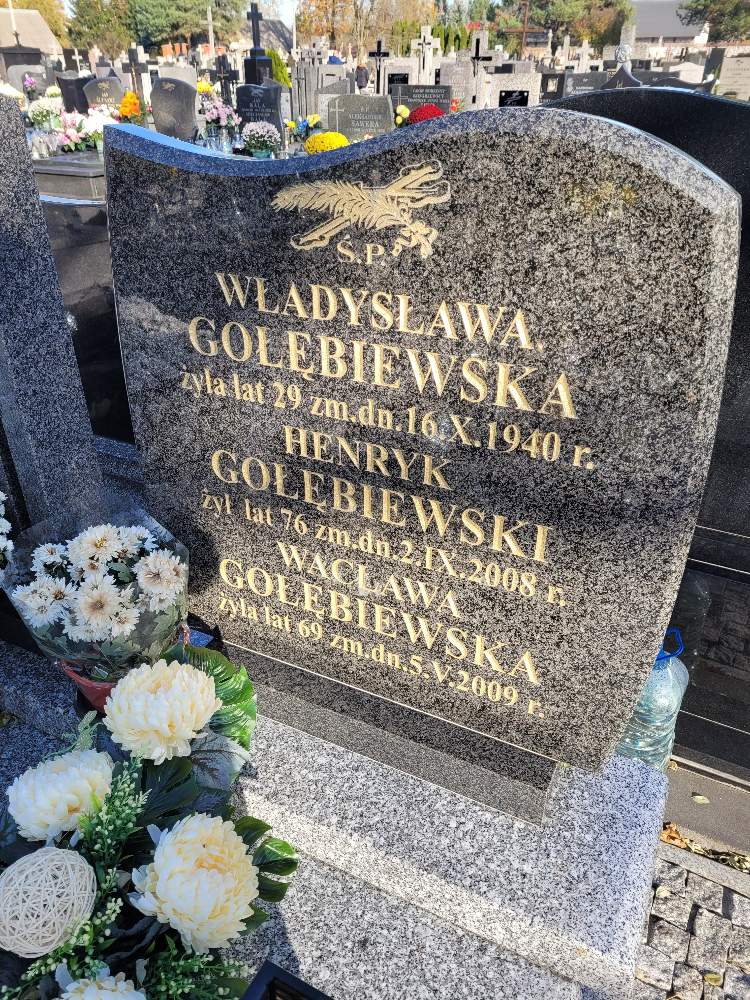 Ś.P.
WŁADYSŁAWA
GOŁĘBIEWSKA
żyła lat 29 zm.dn.16.X.1940 r.
HENRYK
GOŁĘBIEWSKI
żył lat 76 zm.dn.2.IX.2008 r.
WACŁAWA
GOŁĘBIEWSKA
żyła lat 69 zm.dn.5.V.2009 r.